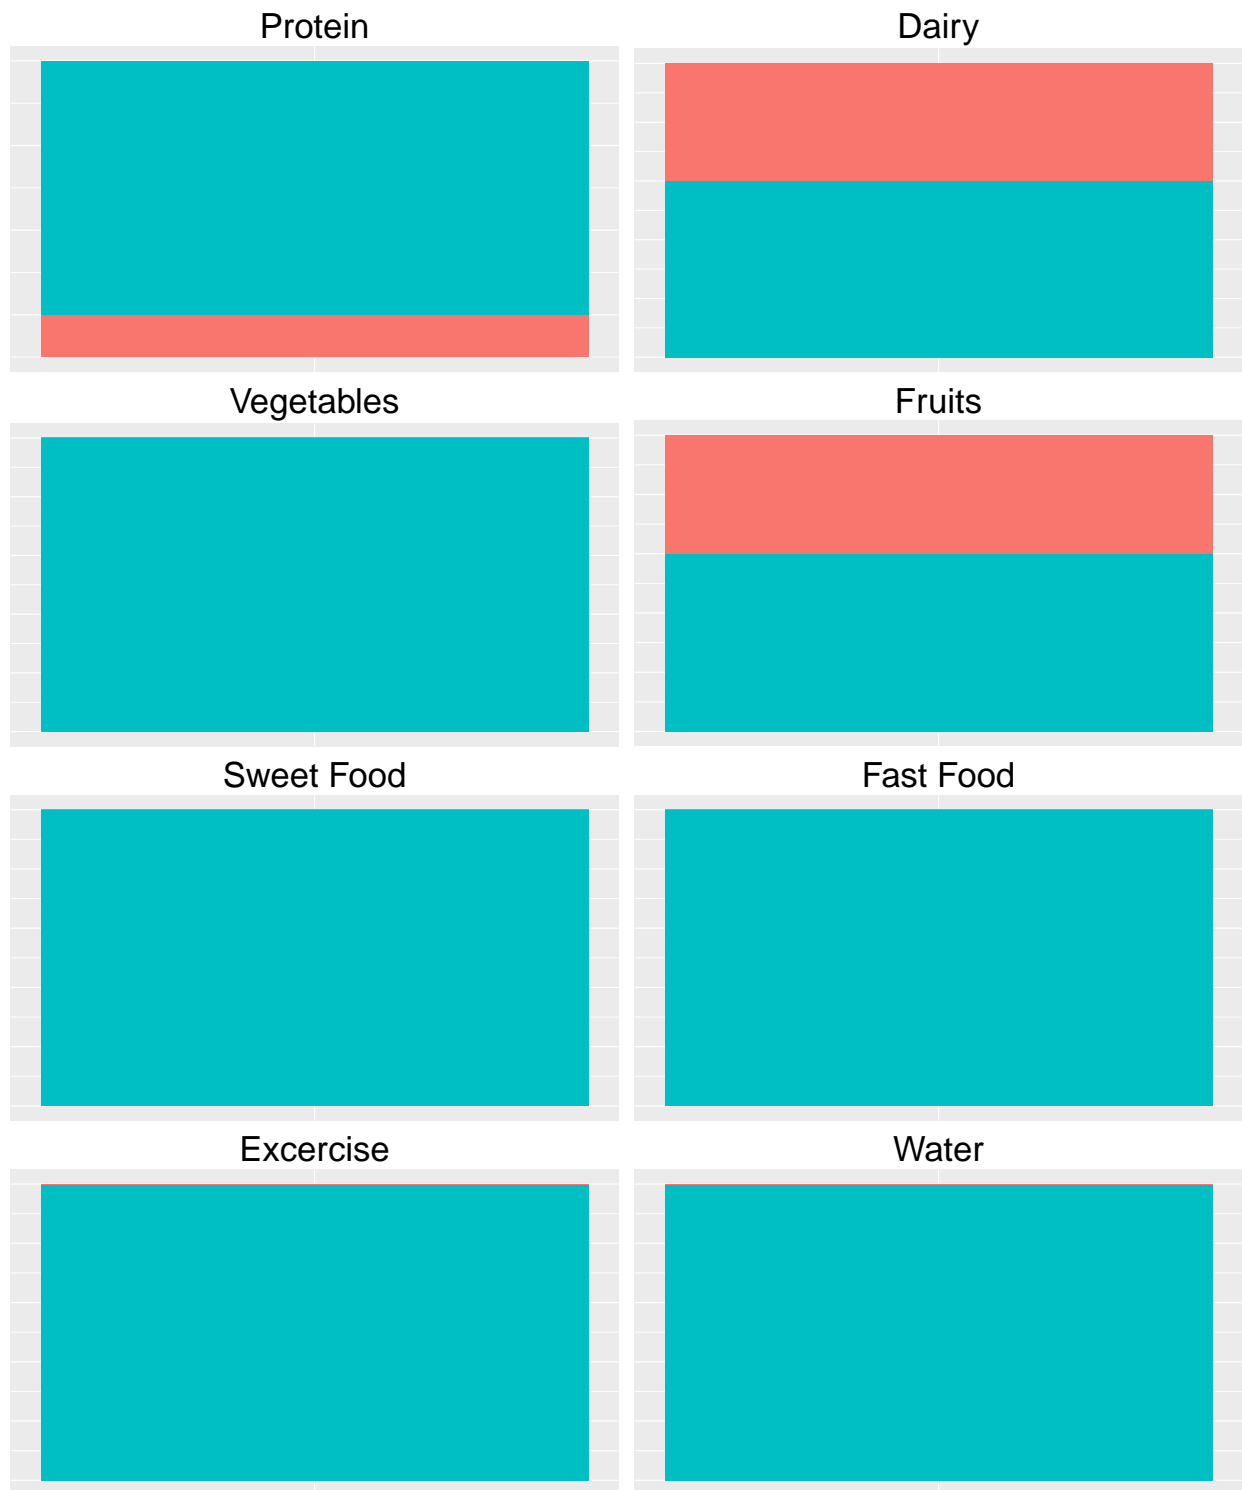 Protein
Dairy
Vegetables
Fruits
Sweet Food
Fast Food
Excercise
Water